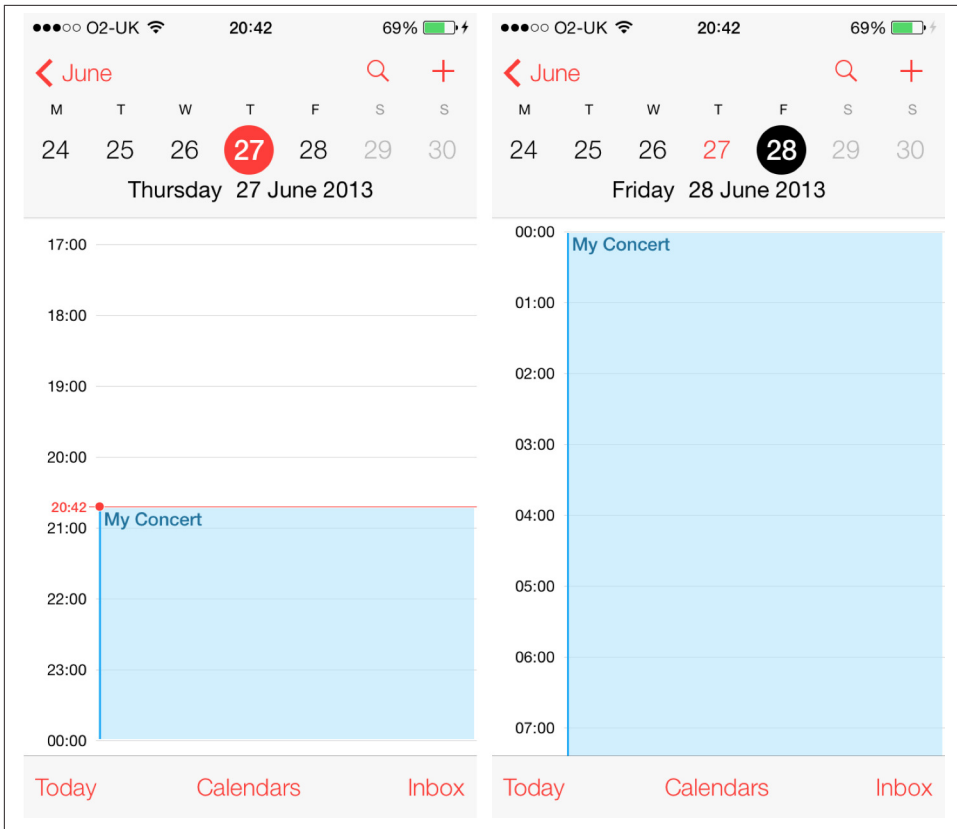 O2-UK 20:42 69%
June
M T W T F S S
24 25 26 27 28 29 30
Thursday 27 June 2013
17:00
18:00
19:00
20:00
20:42
My Concert
21:00
22:00
23:00
00:00
Today Calendars Inbox
O2-UK 20:42 69%
June
M T W T F S S
24 25 26 27 28 29 30
Friday 28 June 2013
00:00
My Concert
01:00
02:00
03:00
04:00
05:00
06:00
07:00
Today Calendars Inbox